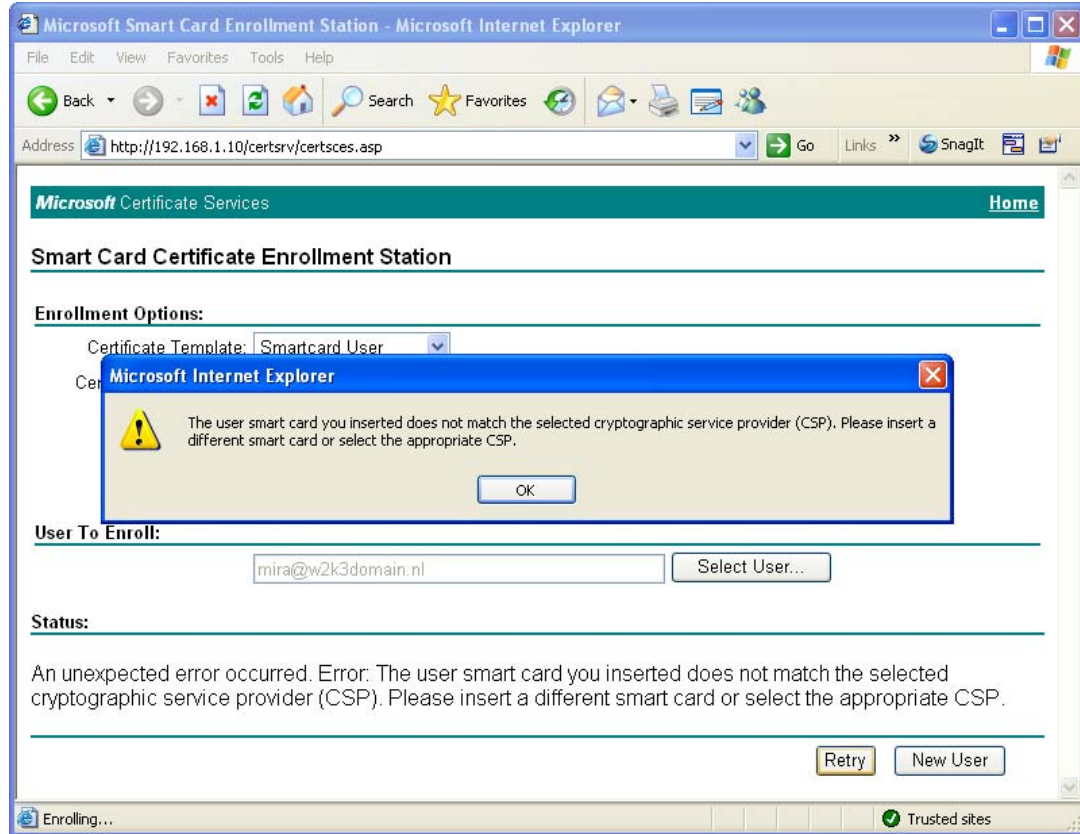 Microsoft Smart Card Enrollment Station - Microsoft Internet Explorer
File Edit View Favorites Tools Help
Back Search Favorites
Address http://192.168.1.10/certsrv/certsces.asp Go Links » SnagIt
Microsoft Certificate Services Home
Smart Card Certificate Enrollment Station
Enrollment Options:
Certificate Template: Smartcard User
Cer
Microsoft Internet Explorer
The user smart card you inserted does not match the selected cryptographic service provider (CSP). Please insert a
different smart card or select the appropriate CSP.
OK
User To Enroll:
mira@w2k3domain.nl Select User...
Status:
An unexpected error occurred. Error: The user smart card you inserted does not match the selected
cryptographic service provider (CSP). Please insert a different smart card or select the appropriate CSP.
Retry New User
Enrolling... Trusted sites